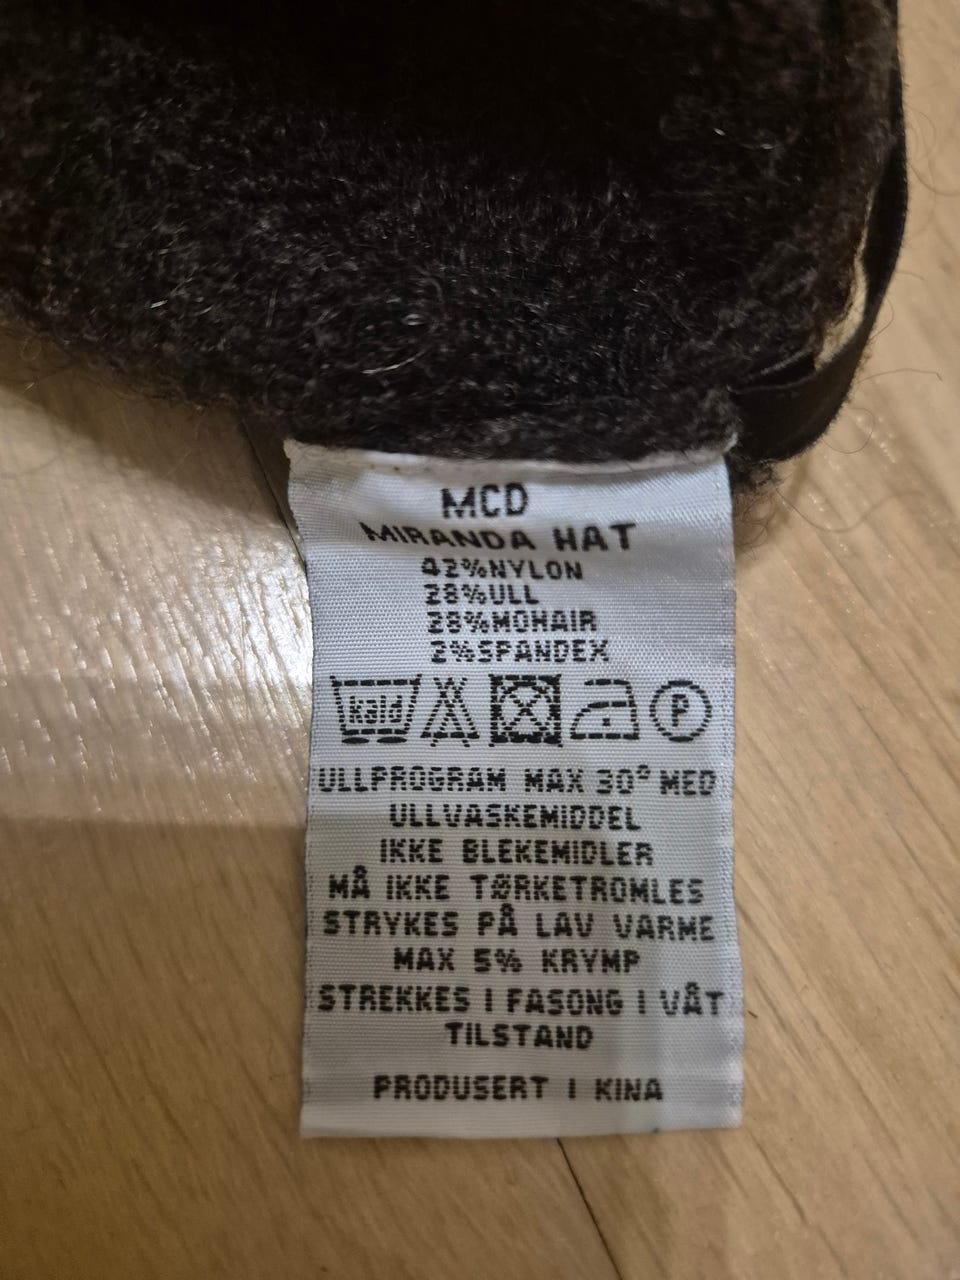 MCD
MIRANDA HAT
42%NYLON
28%ULL
28%MOHAIR
2%SPANDEX
kald P
ULLPROGRAM MAX 30° MED
ULLVASKEMIDDEL
IKKE BLEKEMIDLER
MÅ IKKE TØRKETROMLES
STRYKES PÅ LAV VARME
MAX 5% KRYMP
STREKKES I FASONG I VÅT
TILSTAND
PRODUSERT I KINA